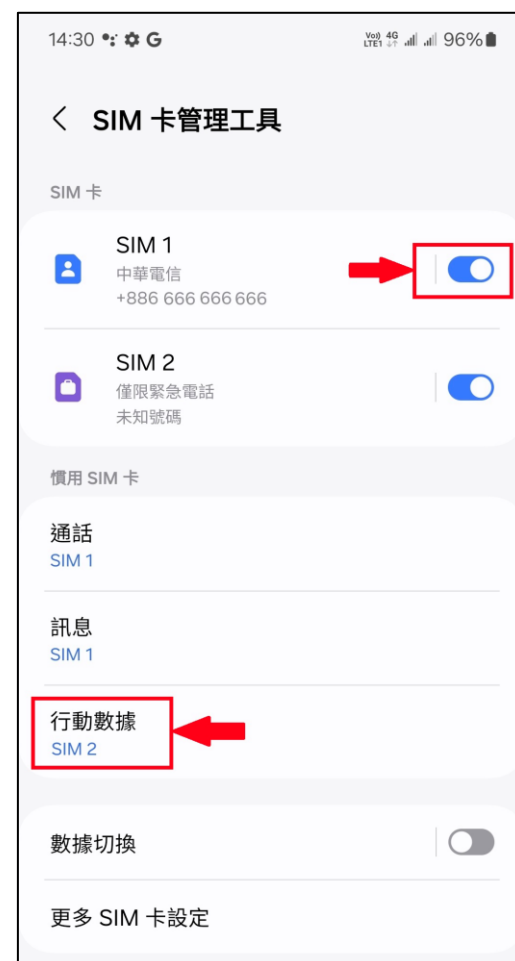 14:30 G Vo)) LTE1 4G 96%
SIM 卡管理工具
SIM 卡
SIM 1
中華電信
+886 666 666 666
SIM 2
僅限緊急電話
未知號碼
慣用 SIM 卡
通話
SIM 1
訊息
SIM 1
行動數據
SIM 2
數據切換
更多 SIM 卡設定